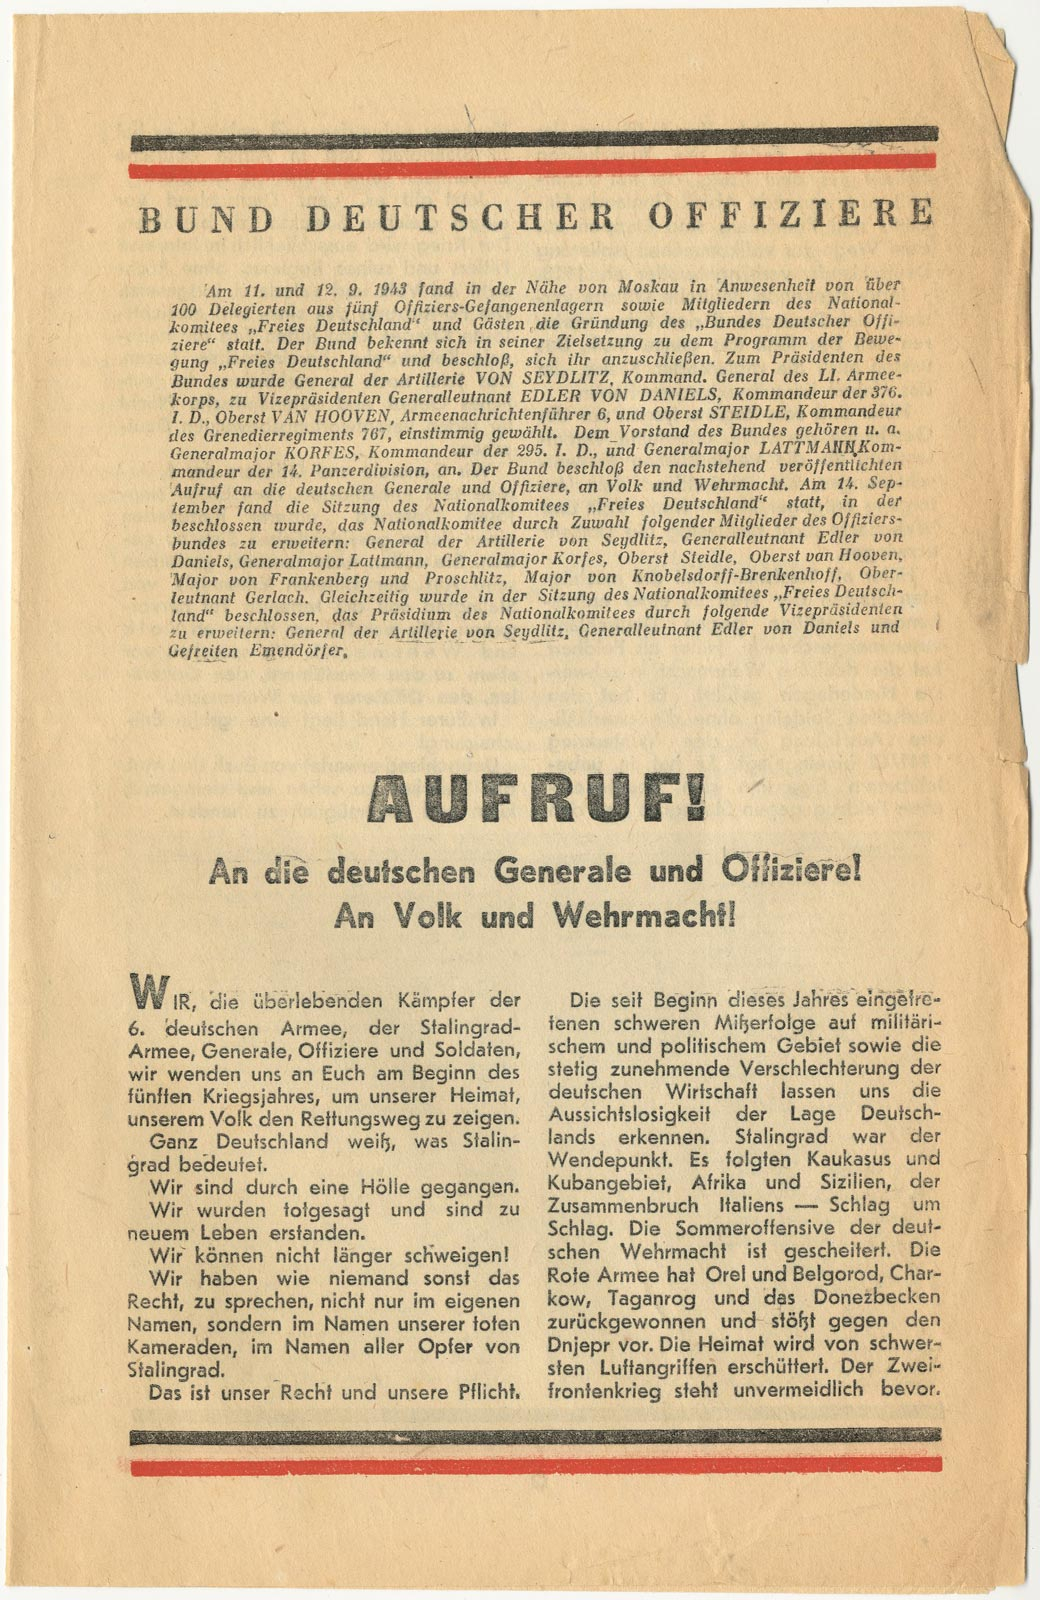 BUND DEUTSCHER OFFIZIERE
Am 11. und 12. 9. 1943 fand in der Nähe von Moskau in Anwesenheit von über
100 Delegierten aus fünf Offiziers-Gefangenenlagern sowie Mitgliedern des National-
komitees „Freies Deutschland“ und Gästen die Gründung des „Bundes Deutscher Offi-
ziere“ statt. Der Bund bekennt sich in seiner Zielsetzung zu dem Programm der Bewe-
gung „Freies Deutschland“ und beschloß, sich ihr anzuschließen. Zum Präsidenten des
Bundes wurde General der Artillerie VON SEYDLITZ, Kommand. General des LI. Armee-
korps, zu Vizepräsidenten Generalleutnant EDLER VON DANIELS, Kommandeur der 376.
I. D., Oberst VAN HOOVEN, Armeenachrichtenführer 6, und Oberst STEIDLE, Kommandeur
des Grenedierregiments 767, einstimmig gewählt. Dem Vorstand des Bundes gehören u. a.
Generalmajor KORFES, Kommandeur der 295. I. D., und Generalmajor LATTMANN, Kom-
mandeur der 14. Panzerdivision, an. Der Bund beschloß den nachstehend veröffentlichten
Aufruf an die deutschen Generale und Offiziere, an Volk und Wehrmacht. Am 14. Sep-
tember fand die Sitzung des Nationalkomitees „Freies Deutschland“ statt, in der
beschlossen wurde, das Nationalkomitee durch Zuwahl folgender Mitglieder des Offiziers-
bundes zu erweitern: General der Artillerie von Seydlitz, Generalleutnant Edler von
Daniels, Generalmajor Lattmann, Generalmajor Korfes, Oberst Steidle, Oberst van Hooven,
Major von Frankenberg und Proschlitz, Major von Knobelsdorff-Brenkenhoff, Ober-
leutnant Gerlach. Gleichzeitig wurde in der Sitzung des Nationalkomitees „Freies Deutsch-
land“ beschlossen, das Präsidium des Nationalkomitees durch folgende Vizepräsidenten
zu erweitern: General der Artillerie von Seydlitz, Generalleutnant Edler von Daniels und
Gefreiten Emendörfer.
AUFRUF!
An die deutschen Generale und Offiziere!
An Volk und Wehrmacht!
WIR, die überlebenden Kämpfer der
6. deutschen Armee, der Stalingrad-
Armee, Generale, Offiziere und Soldaten,
wir wenden uns an Euch am Beginn des
fünften Kriegsjahres, um unserer Heimat,
unserem Volk den Rettungsweg zu zeigen.
Ganz Deutschland weiß, was Stalin-
grad bedeutet.
Wir sind durch eine Hölle gegangen.
Wir wurden totgesagt und sind zu
neuem Leben erstanden.
Wir können nicht länger schweigen!
Wir haben wie niemand sonst das
Recht, zu sprechen, nicht nur im eigenen
Namen, sondern im Namen unserer toten
Kameraden, im Namen aller Opfer von
Stalingrad.
Das ist unser Recht und unsere Pflicht.
Die seit Beginn dieses Jahres eingetre-
tenen schweren Mißerfolge auf militäri-
schem und politischem Gebiet sowie die
stetig zunehmende Verschlechterung der
deutschen Wirtschaft lassen uns die
Aussichtslosigkeit der Lage Deutsch-
lands erkennen. Stalingrad war der
Wendepunkt. Es folgten Kaukasus und
Kubangebiet, Afrika und Sizilien, der
Zusammenbruch Italiens — Schlag um
Schlag. Die Sommeroffensive der deut-
schen Wehrmacht ist gescheitert. Die
Rote Armee hat Orel und Belgorod, Char-
kow, Taganrog und das Donezbecken
zurückgewonnen und stößt gegen den
Dnjepr vor. Die Heimat wird von schwer-
sten Luftangriffen erschüttert. Der Zwei-
frontenkrieg steht unvermeidlich bevor.